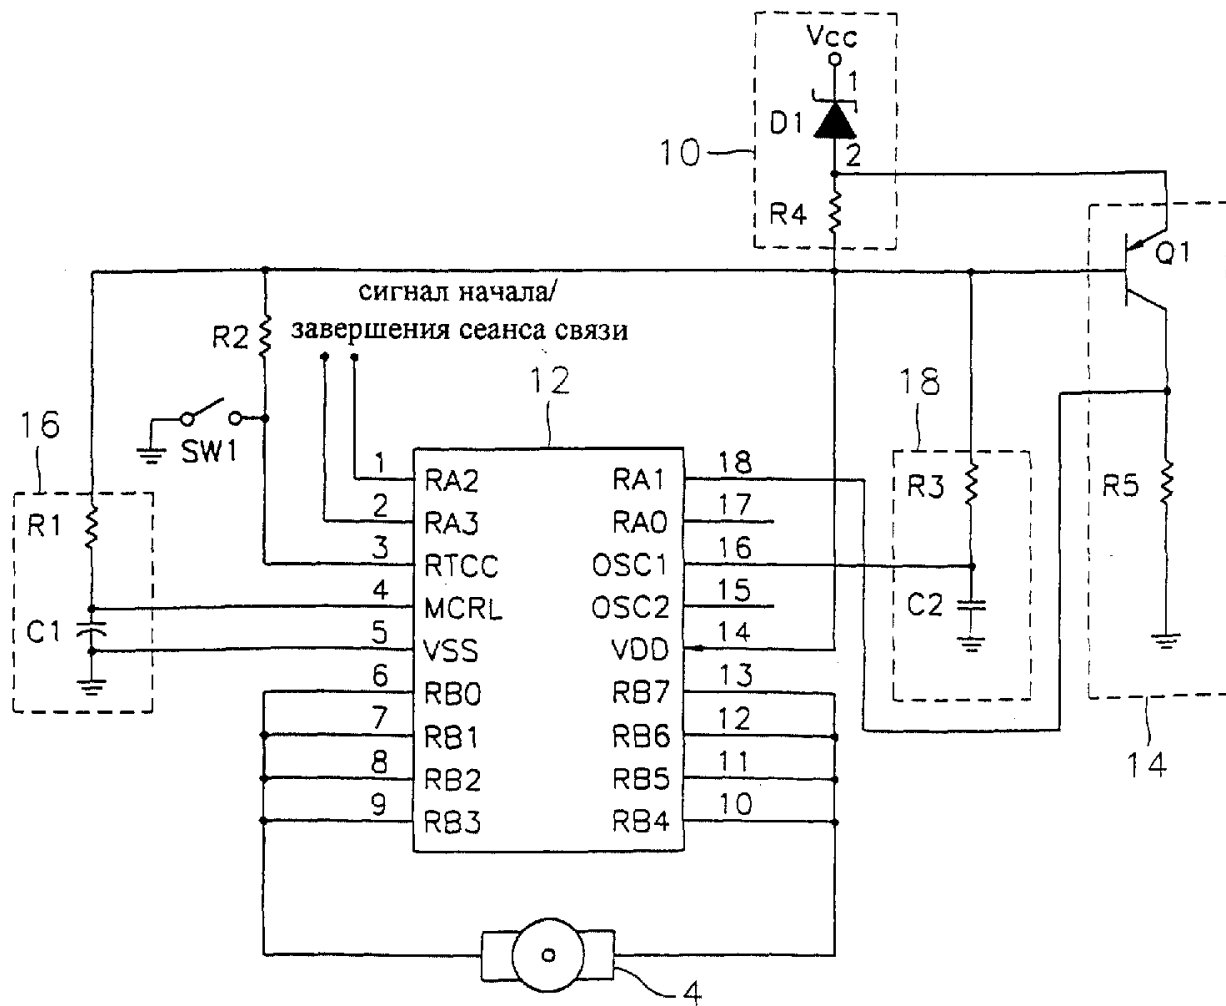 Vcc
1
D1
2
10
R4
Q1
сигнал начала/
завершения сеанса связи
R2
12
18
16
SW1
R1
C1
R3
C2
R5
14
1 RA2 RA1 18
2 RA3 RA0 17
3 RTCC OSC1 16
4 MCRL OSC2 15
5 VSS VDD 14
6 RB0 RB7 13
7 RB1 RB6 12
8 RB2 RB5 11
9 RB3 RB4 10
4